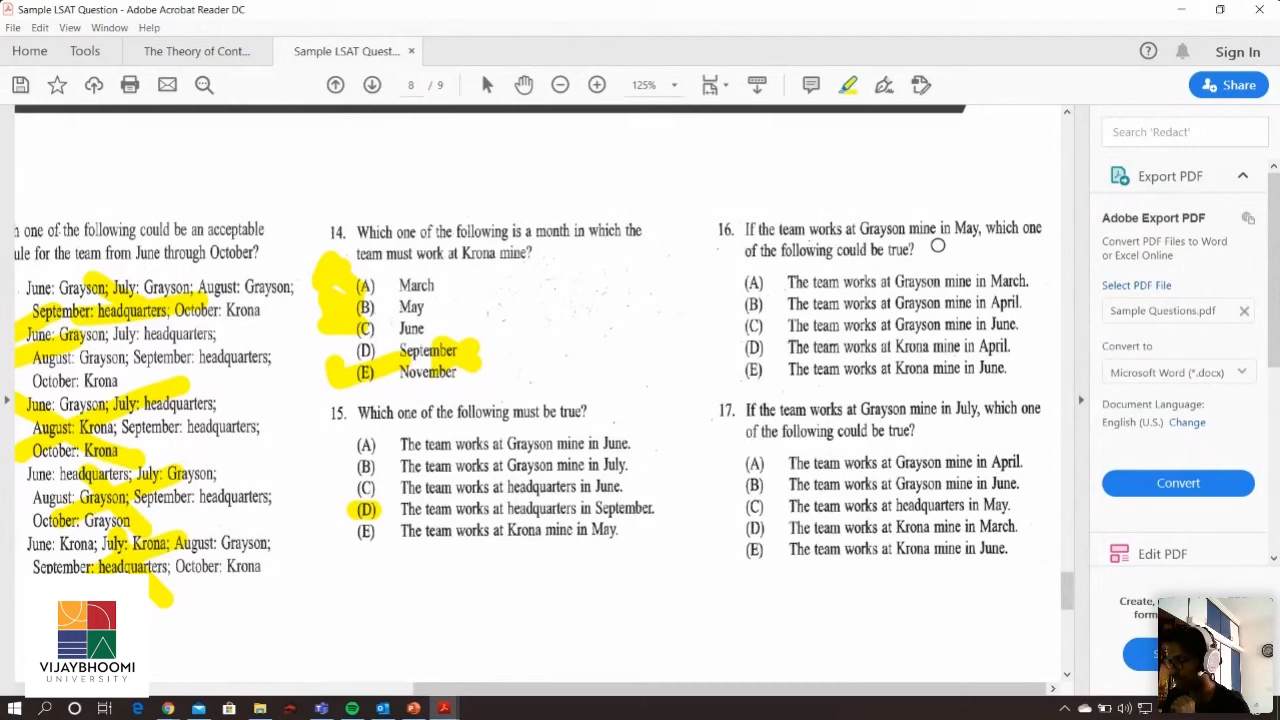 Sample LSAT Question - Adobe Acrobat Reader DC
File Edit View Window Help
Home Tools The Theory of Cont... Sample LSAT Quest... × Sign In
8 / 9 125% Share
h one of the following could be an acceptable
ule for the team from June through October?
June: Grayson; July: Grayson; August: Grayson;
September: headquarters; October: Krona
June: Grayson; July: headquarters;
August: Grayson; September: headquarters;
October: Krona
June: Grayson; July: headquarters;
August: Krona; September: headquarters;
October: Krona
June: headquarters; July: Grayson;
August: Grayson; September: headquarters;
October: Grayson
June: Krona; July: Krona; August: Grayson;
September: headquarters; October: Krona
14. Which one of the following is a month in which the
team must work at Krona mine?
(A) March
(B) May
(C) June
(D) September
(E) November
15. Which one of the following must be true?
(A) The team works at Grayson mine in June.
(B) The team works at Grayson mine in July.
(C) The team works at headquarters in June.
(D) The team works at headquarters in September.
(E) The team works at Krona mine in May.
16. If the team works at Grayson mine in May, which one
of the following could be true?
(A) The team works at Grayson mine in March.
(B) The team works at Grayson mine in April.
(C) The team works at Grayson mine in June.
(D) The team works at Krona mine in April.
(E) The team works at Krona mine in June.
17. If the team works at Grayson mine in July, which one
of the following could be true?
(A) The team works at Grayson mine in April.
(B) The team works at Grayson mine in June.
(C) The team works at headquarters in May.
(D) The team works at Krona mine in March.
(E) The team works at Krona mine in June.
Search 'Redact'
Export PDF
Adobe Export PDF
Convert PDF Files to Word
or Excel Online
Select PDF File
Sample Questions.pdf
Convert to
Microsoft Word (*.docx)
Document Language:
English (U.S.) Change
Convert
Edit PDF
Create,
form
VIJAYBHOOMI
UNIVERSITY